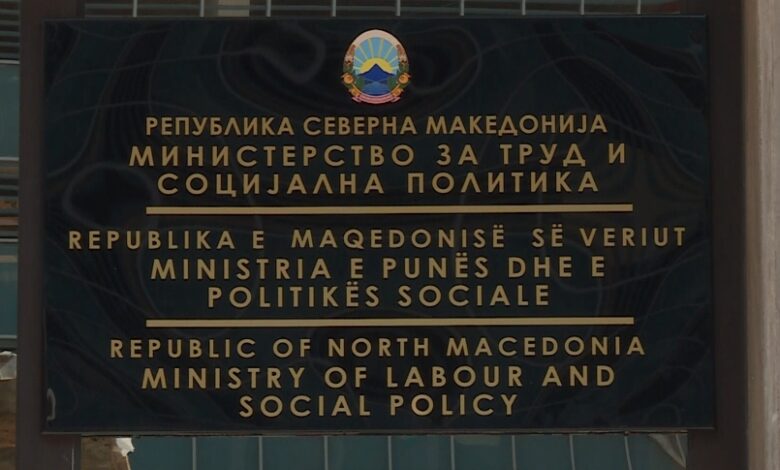 РЕПУБЛИКА СЕВЕРНА МАКЕДОНИЈА
МИНИСТЕРСТВО ЗА ТРУД И
СОЦИЈАЛНА ПОЛИТИКА
REPUBLIKA E MAQEDONISË SË VERIUT
MINISTRIA E PUNËS DHE E
POLITIKËS SOCIALE
REPUBLIC OF NORTH MACEDONIA
MINISTRY OF LABOUR AND
SOCIAL POLICY